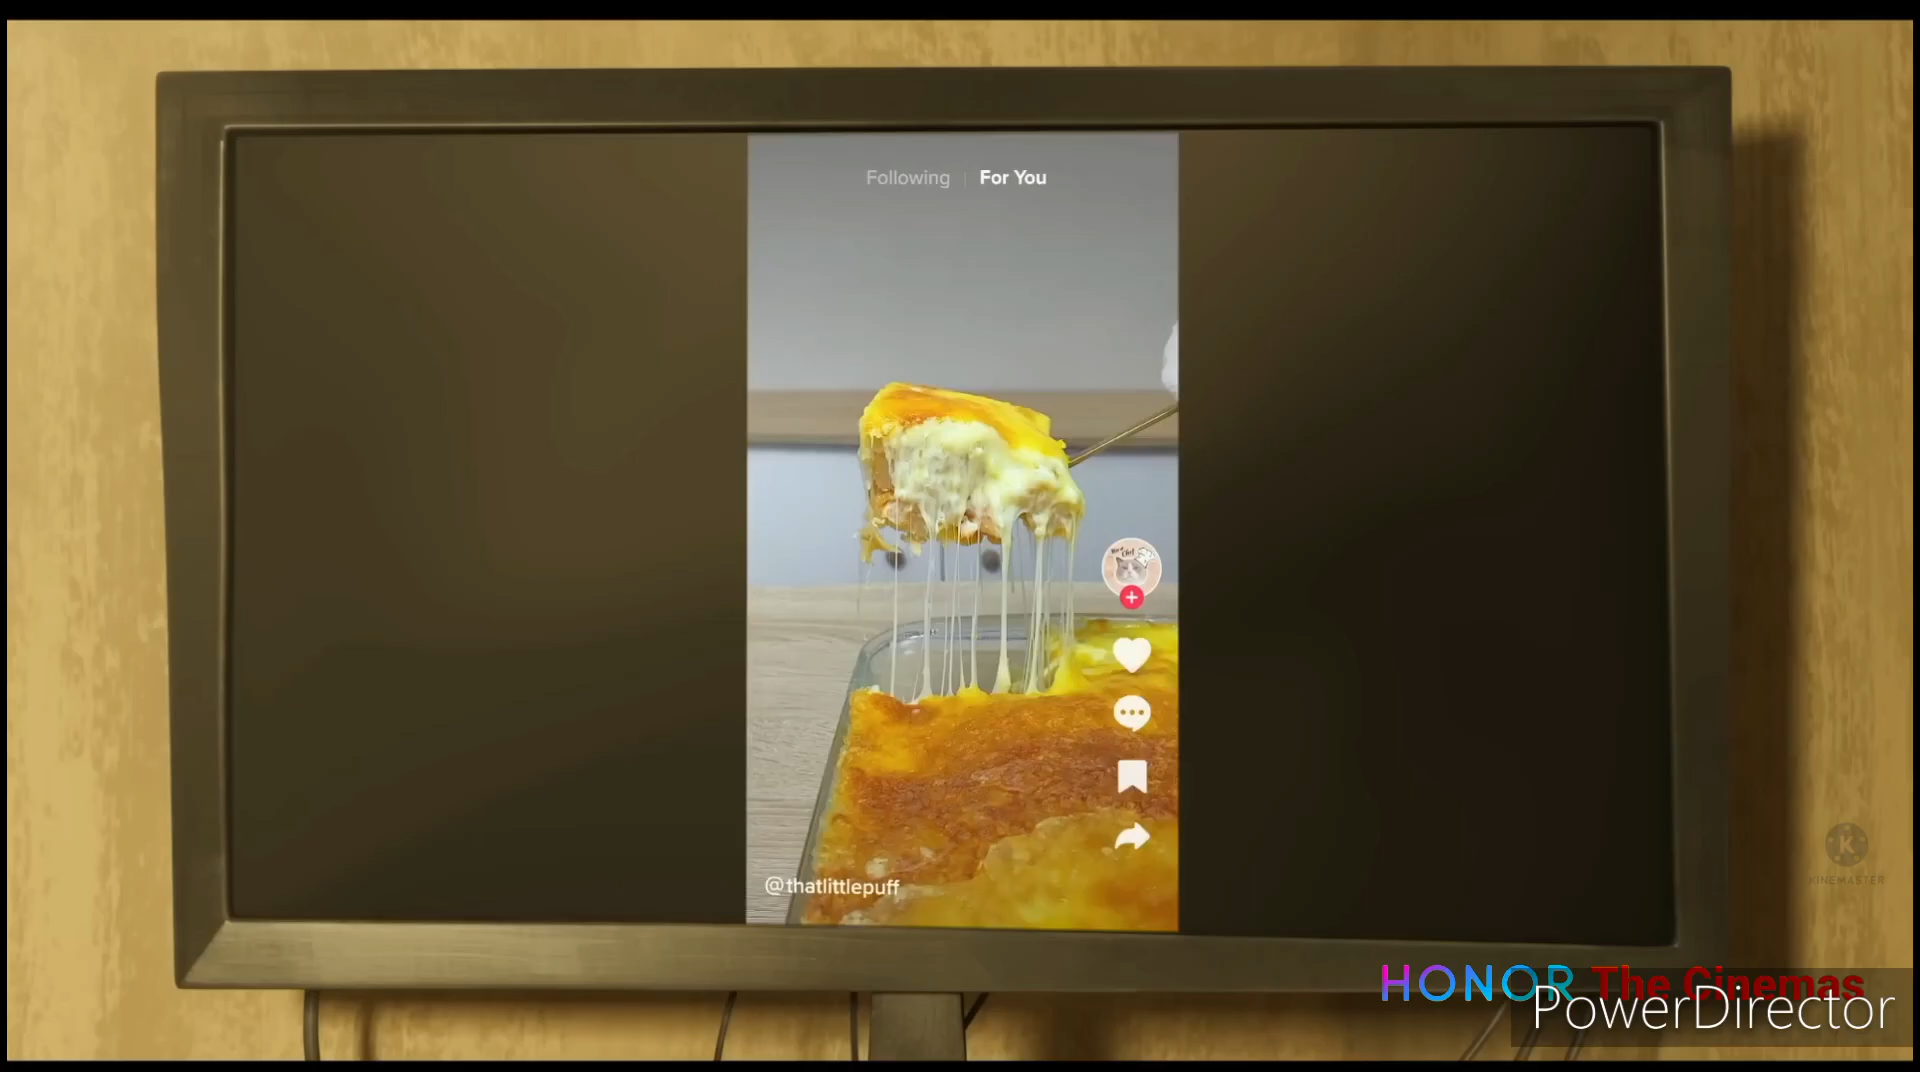 Following | For You
@thatlittlepuff
KINEMASTER
HONOR The Cinemas
PowerDirector